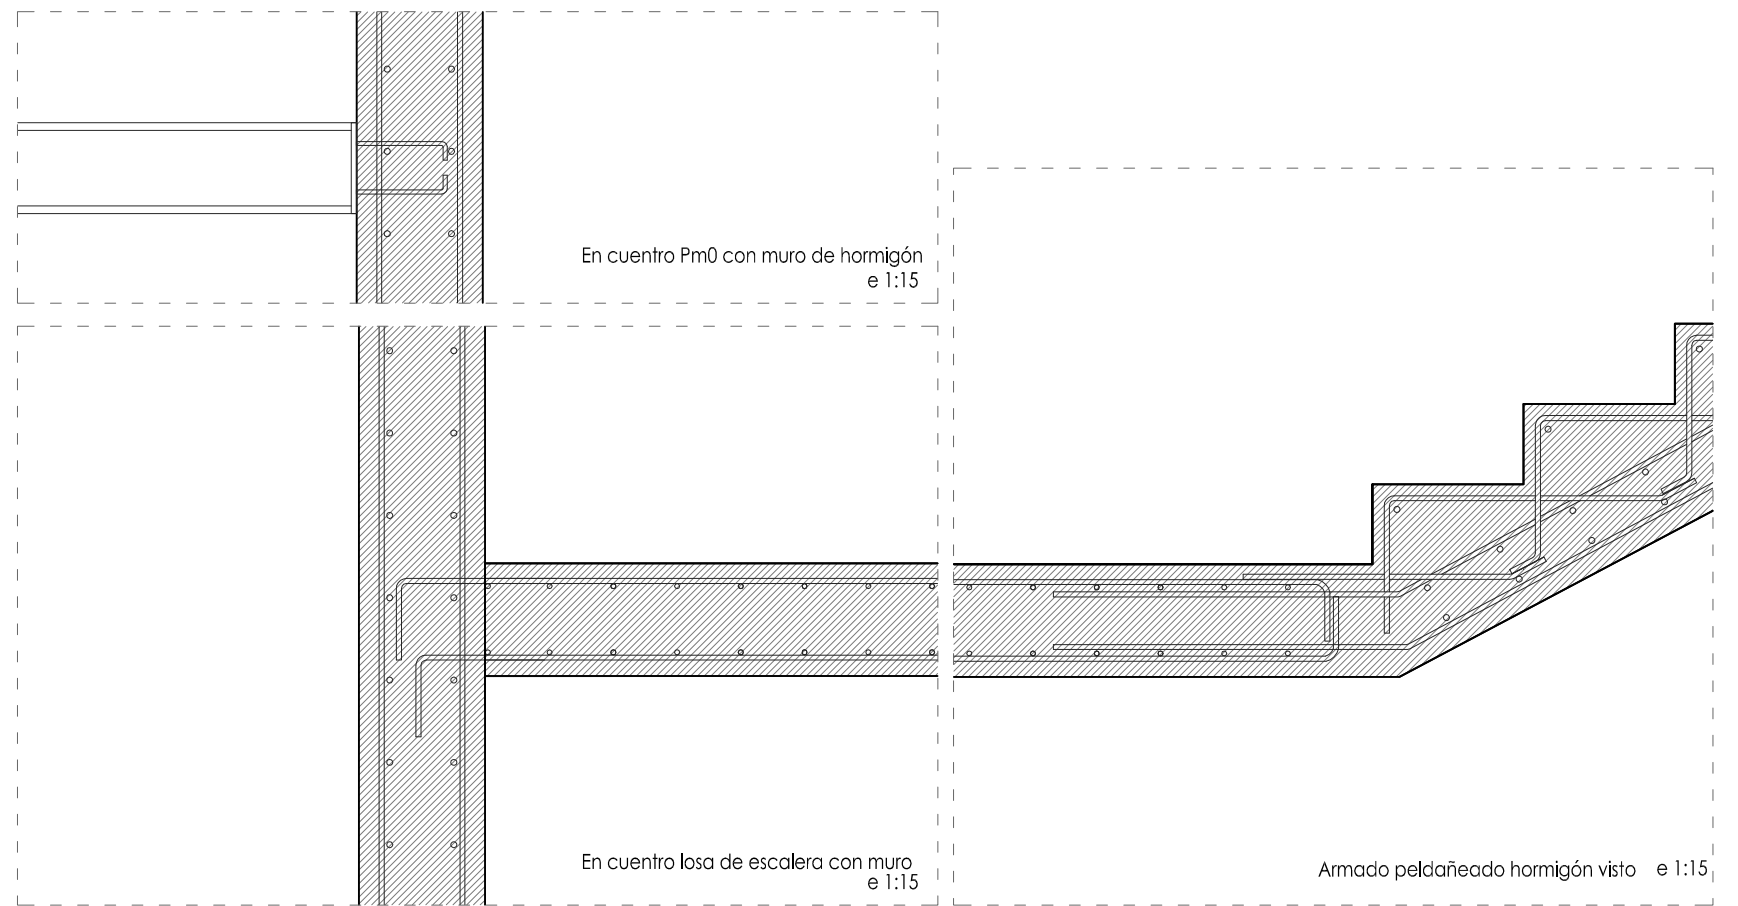 En cuentro Pm0 con muro de hormigón
e 1:15
En cuentro losa de escalera con muro
e 1:15
Armado peldañeado hormigón visto e 1:15